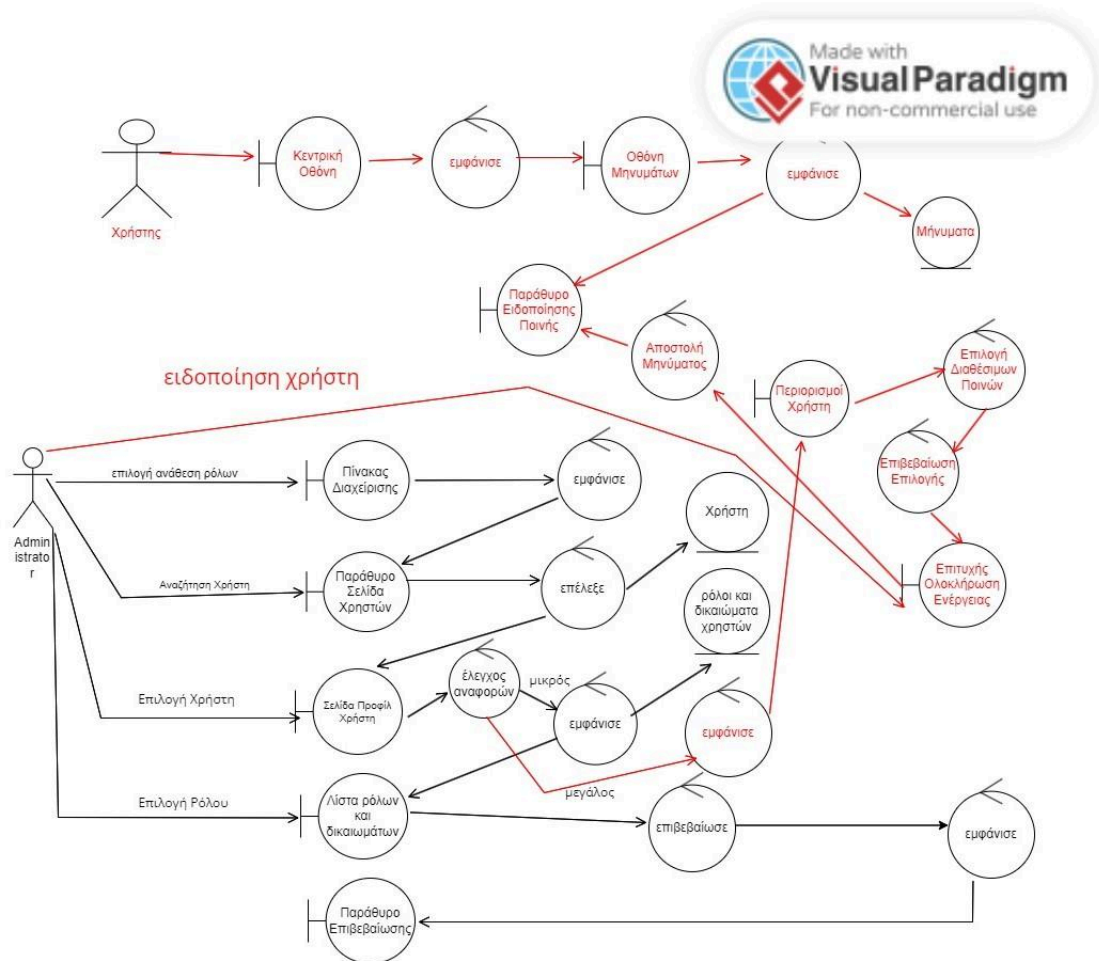 Made with
Visual Paradigm
For non-commercial use
Κεντρική
Οθόνη
εμφάνισε
Οθόνη
Μηνυμάτων
εμφάνισε
Χρήστης
Μήνυματα
Παράθυρο
Ειδοποίησης
Ποινής
Αποστολή
Μηνύματος
Επιλογή
Διαθέσιμων
Ποινών
Περιορισμοί
Χρήστη
ειδοποίηση χρήστη
Επιβεβαίωση
Επιλογής
επιλογή ανάθεση ρόλων
Πίνακας
Διαχείρισης
εμφάνισε
Χρήστη
Admin
istrato
r
Αναζήτηση Χρήστη
Παράθυρο
Σελίδα
Χρηστών
επέλεξε
Επιτυχής
Ολοκλήρωση
Ενέργειας
ρόλοι και
δικαιώματα
χρηστών
Επιλογή Χρήστη
Σελίδα Προφίλ
Χρήστη
έλεγχος
αναφορών
μικρός
εμφάνισε
εμφάνισε
μεγάλος
Επιλογή Ρόλου
Λίστα ρόλων
και
δικαιωμάτων
επιβεβαίωσε
εμφάνισε
Παράθυρο
Επιβεβαίωσης